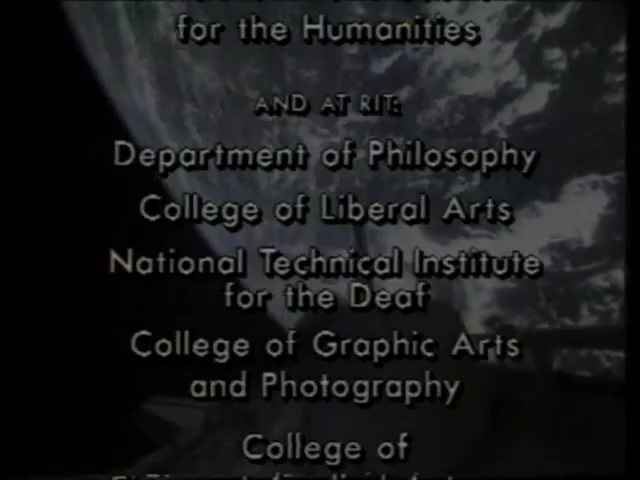 for the Humanities
AND AT RIT:
Department of Philosophy
College of Liberal Arts
National Technical Institute
for the Deaf
College of Graphic Arts
and Photography
College of